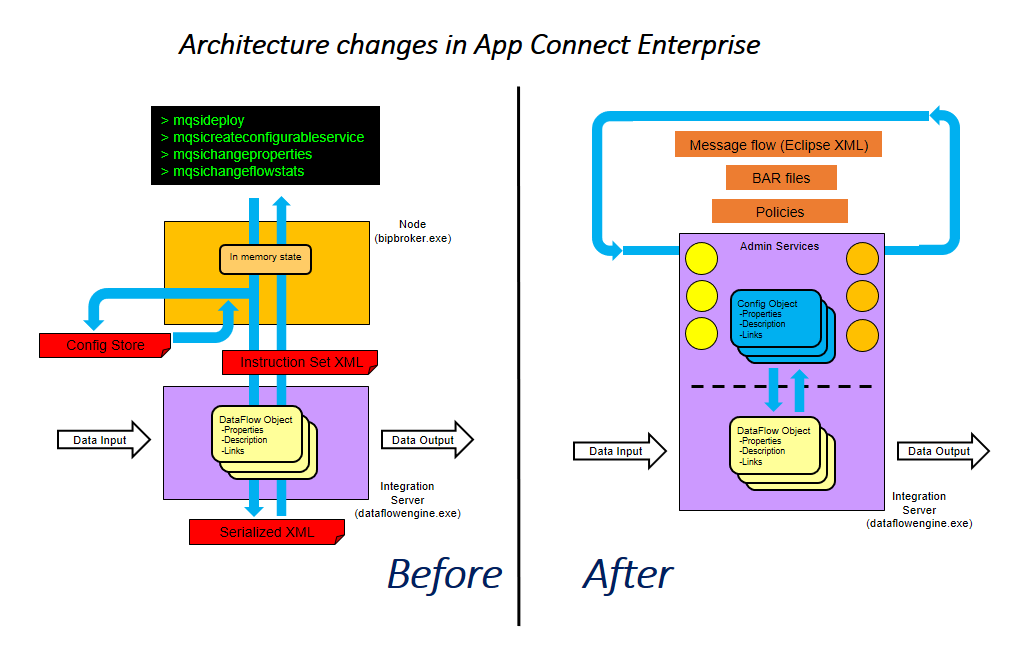 Architecture changes in App Connect Enterprise
> mqsideploy
> mqsicreateconfigurableservice
> mqsichangeproperties
> mqsichangeflowstats
Node
(bipbroker.exe)
In memory state
Config Store
Instruction Set XML
Data Input
DataFlow Object
-Properties
-Description
-Links
Data Output
Integration
Server
(dataflowengine.exe)
Serialized XML
Before
Message flow (Eclipse XML)
BAR files
Policies
Admin Services
Config Object
-Properties
-Description
-Links
Data Input
DataFlow Object
-Properties
-Description
-Links
Data Output
Integration
Server
(dataflowengine.exe)
After